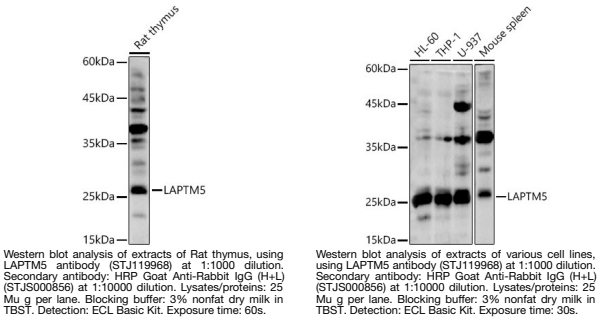 Rat thymus
60kDa
45kDa
35kDa
25kDa
15kDa
LAPTM5
Western blot analysis of extracts of Rat thymus, using
LAPTM5 antibody (STJ119968) at 1:1000 dilution.
Secondary antibody: HRP Goat Anti-Rabbit IgG (H+L)
(STJS000856) at 1:10000 dilution. Lysates/proteins: 25
Mu g per lane. Blocking buffer: 3% nonfat dry milk in
TBST. Detection: ECL Basic Kit. Exposure time: 60s.
HL-60
THP-1
U-937
Mouse spleen
60kDa
45kDa
35kDa
25kDa
15kDa
LAPTM5
Western blot analysis of extracts of various cell lines,
using LAPTM5 antibody (STJ119968) at 1:1000 dilution.
Secondary antibody: HRP Goat Anti-Rabbit IgG (H+L)
(STJS000856) at 1:10000 dilution. Lysates/proteins: 25
Mu g per lane. Blocking buffer: 3% nonfat dry milk in
TBST. Detection: ECL Basic Kit. Exposure time: 30s.